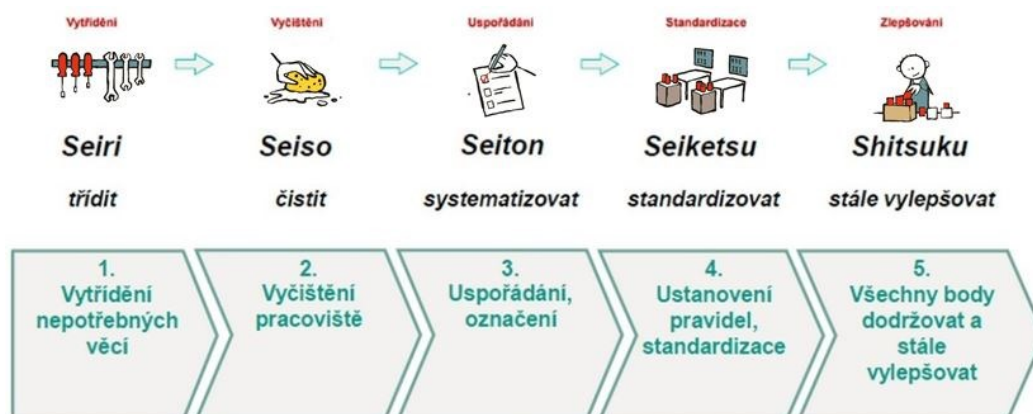 Vytřídění
Vyčištění
Uspořádání
Standardizace
Zlepšování
Seiri
Seiso
Seiton
Seiketsu
Shitsuku
třídit
čistit
systematizovat
standardizovat
stále vylepšovat
1.
Vytřídění
nepotřebných
věcí
2.
Vyčištění
pracoviště
3.
Uspořádání,
označení
4.
Ustanovení
pravidel,
standardizace
5.
Všechny body
dodržovat a
stále
vylepšovat